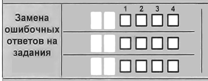 1 2 3 4
Замена
ошибочных
ответов на
задания